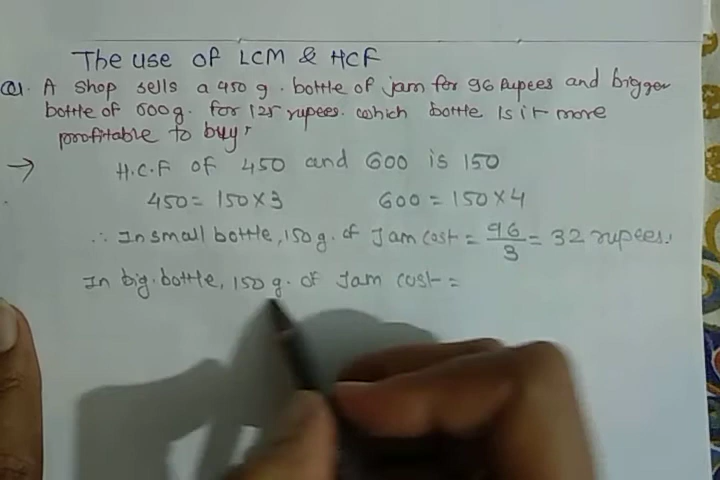 The use of LCM & HCF
Q1. A shop sells a 450 g. bottle of jam for 96 Rupees and bigger
bottle of 600g. for 125 rupees. which bottle is it more
profitable to buy?
→ H.C.F of 450 and 600 is 150
450 = 150 × 3 600 = 150 × 4
∴ In small bottle, 150 g. of Jam cost = 96/3 = 32 rupees.
In big. bottle, 150 g. of Jam cost =